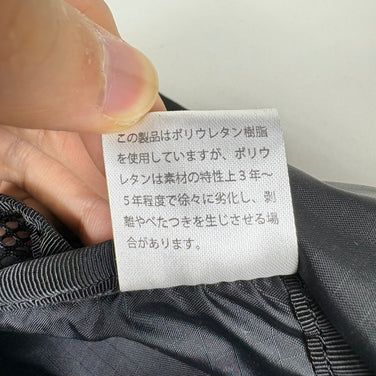 この製品はポリウレタン樹脂
を使用していますが、ポリウ
レタンは素材の特性上3年〜
5年程度で徐々に劣化し、剥
離やべたつきを生じさせる場
合があります。